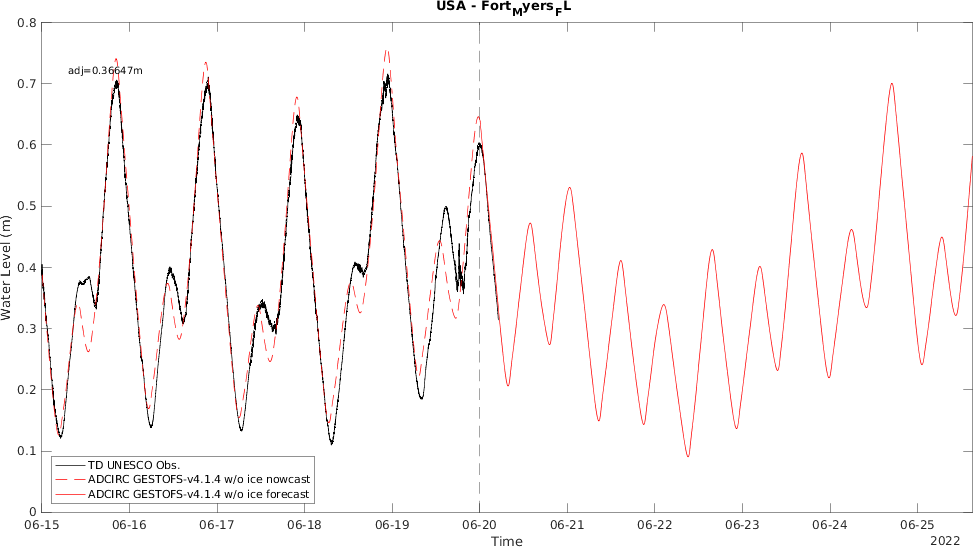 USA - FortMyersFL
adj=0.36647m
Water Level (m)
0.8
0.7
0.6
0.5
0.4
0.3
0.2
0.1
0
TD UNESCO Obs.
ADCIRC GESTOFS-v4.1.4 w/o ice nowcast
ADCIRC GESTOFS-v4.1.4 w/o ice forecast
06-15 06-16 06-17 06-18 06-19 06-20 06-21 06-22 06-23 06-24 06-25
Time
2022